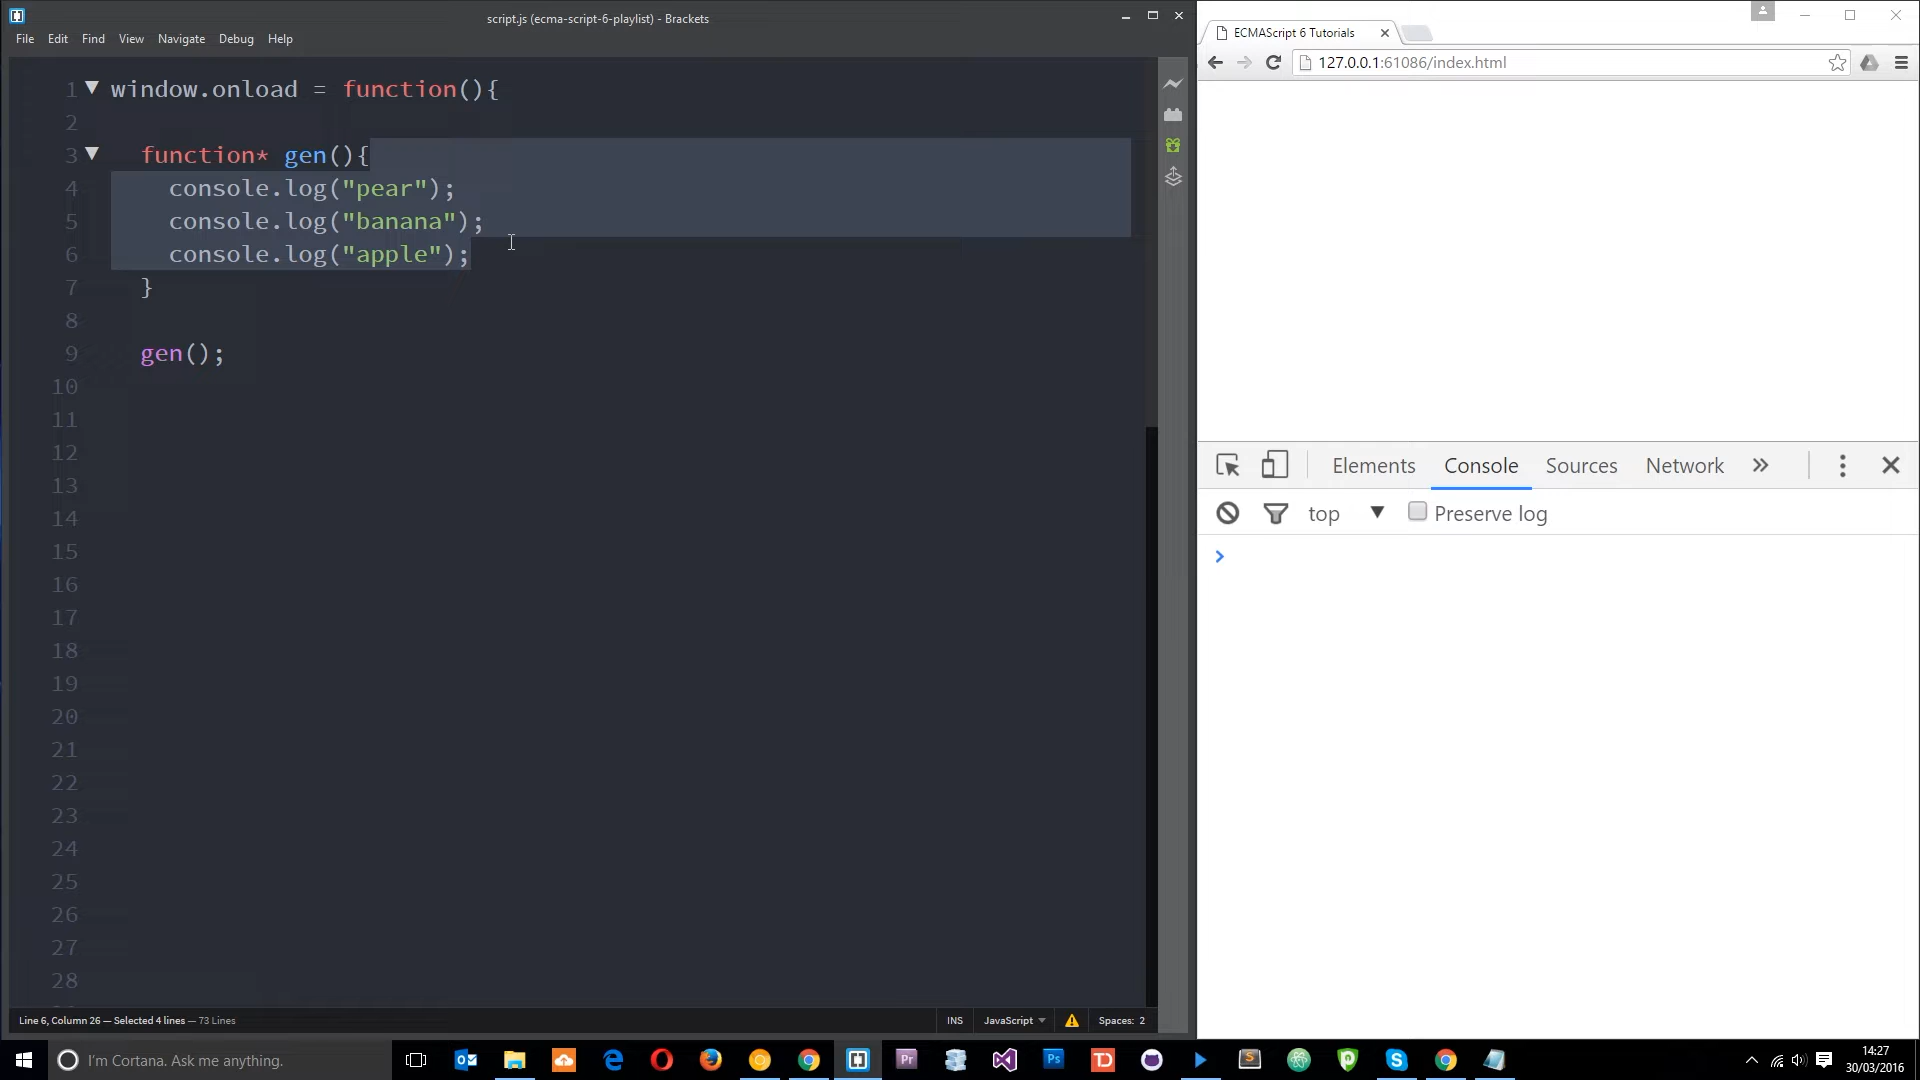 script.js (ecma-script-6-playlist) - Brackets
File Edit Find View Navigate Debug Help
1 window.onload = function(){
2
3 function* gen(){
4 console.log("pear");
5 console.log("banana");
6 console.log("apple");
7 }
8
9 gen();
10
11
12
13
14
15
16
17
18
19
20
21
22
23
24
25
26
27
28
Line 6, Column 26 — Selected 4 lines — 73 Lines
INS JavaScript Spaces: 2
ECMAScript 6 Tutorials
127.0.0.1:61086/index.html
Elements Console Sources Network
top Preserve log
I'm Cortana. Ask me anything.
Pr
Ps
TD
S
14:27
30/03/2016